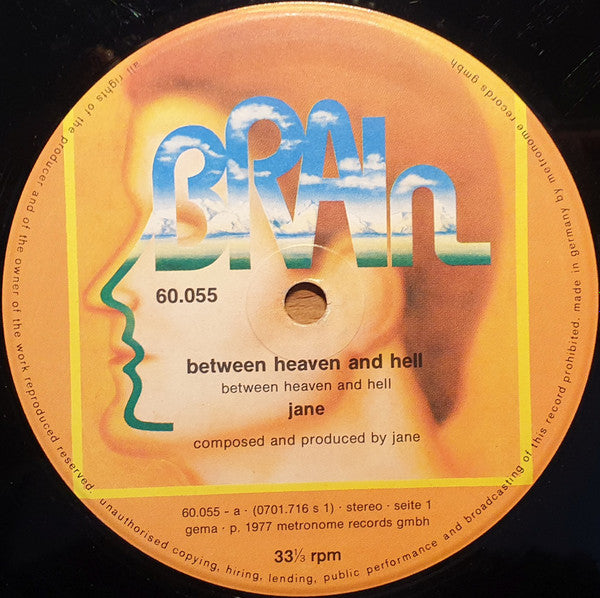 BRAIN
60.055
between heaven and hell
between heaven and hell
jane
composed and produced by jane
60.055 - a · (0701.716 s 1) · stereo · seite 1
gema · p. 1977 metronome records gmbh
33⅓ rpm
all rights of the producer and of the owner of the work reproduced reserved. unauthorised copying, hiring, lending, public performance and broadcasting of this record prohibited. made in germany by metronome records gmbh